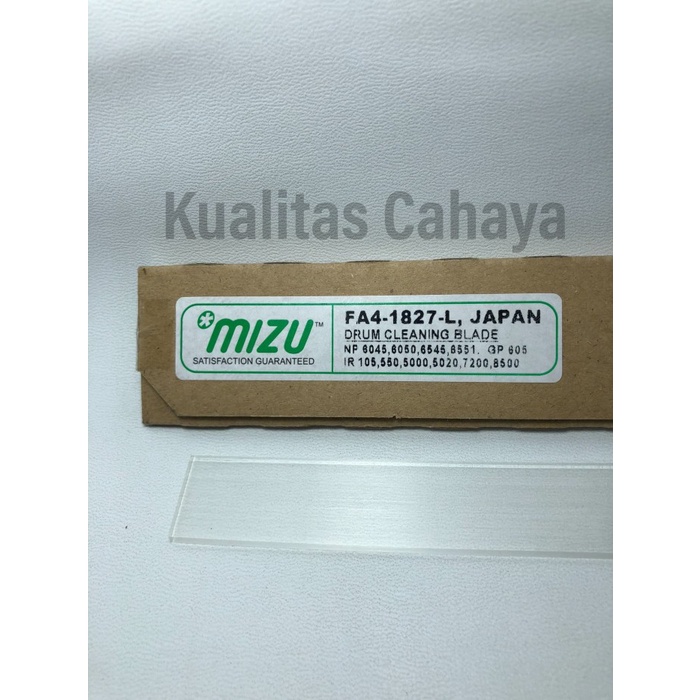 Kualitas Cahaya
MIZU™
SATISFACTION GUARANTEED
FA4-1827-L, JAPAN
DRUM CLEANING BLADE
NP 6045,6050,6545,6551, GP 605
IR 105,550,5000,5020,7200,8500